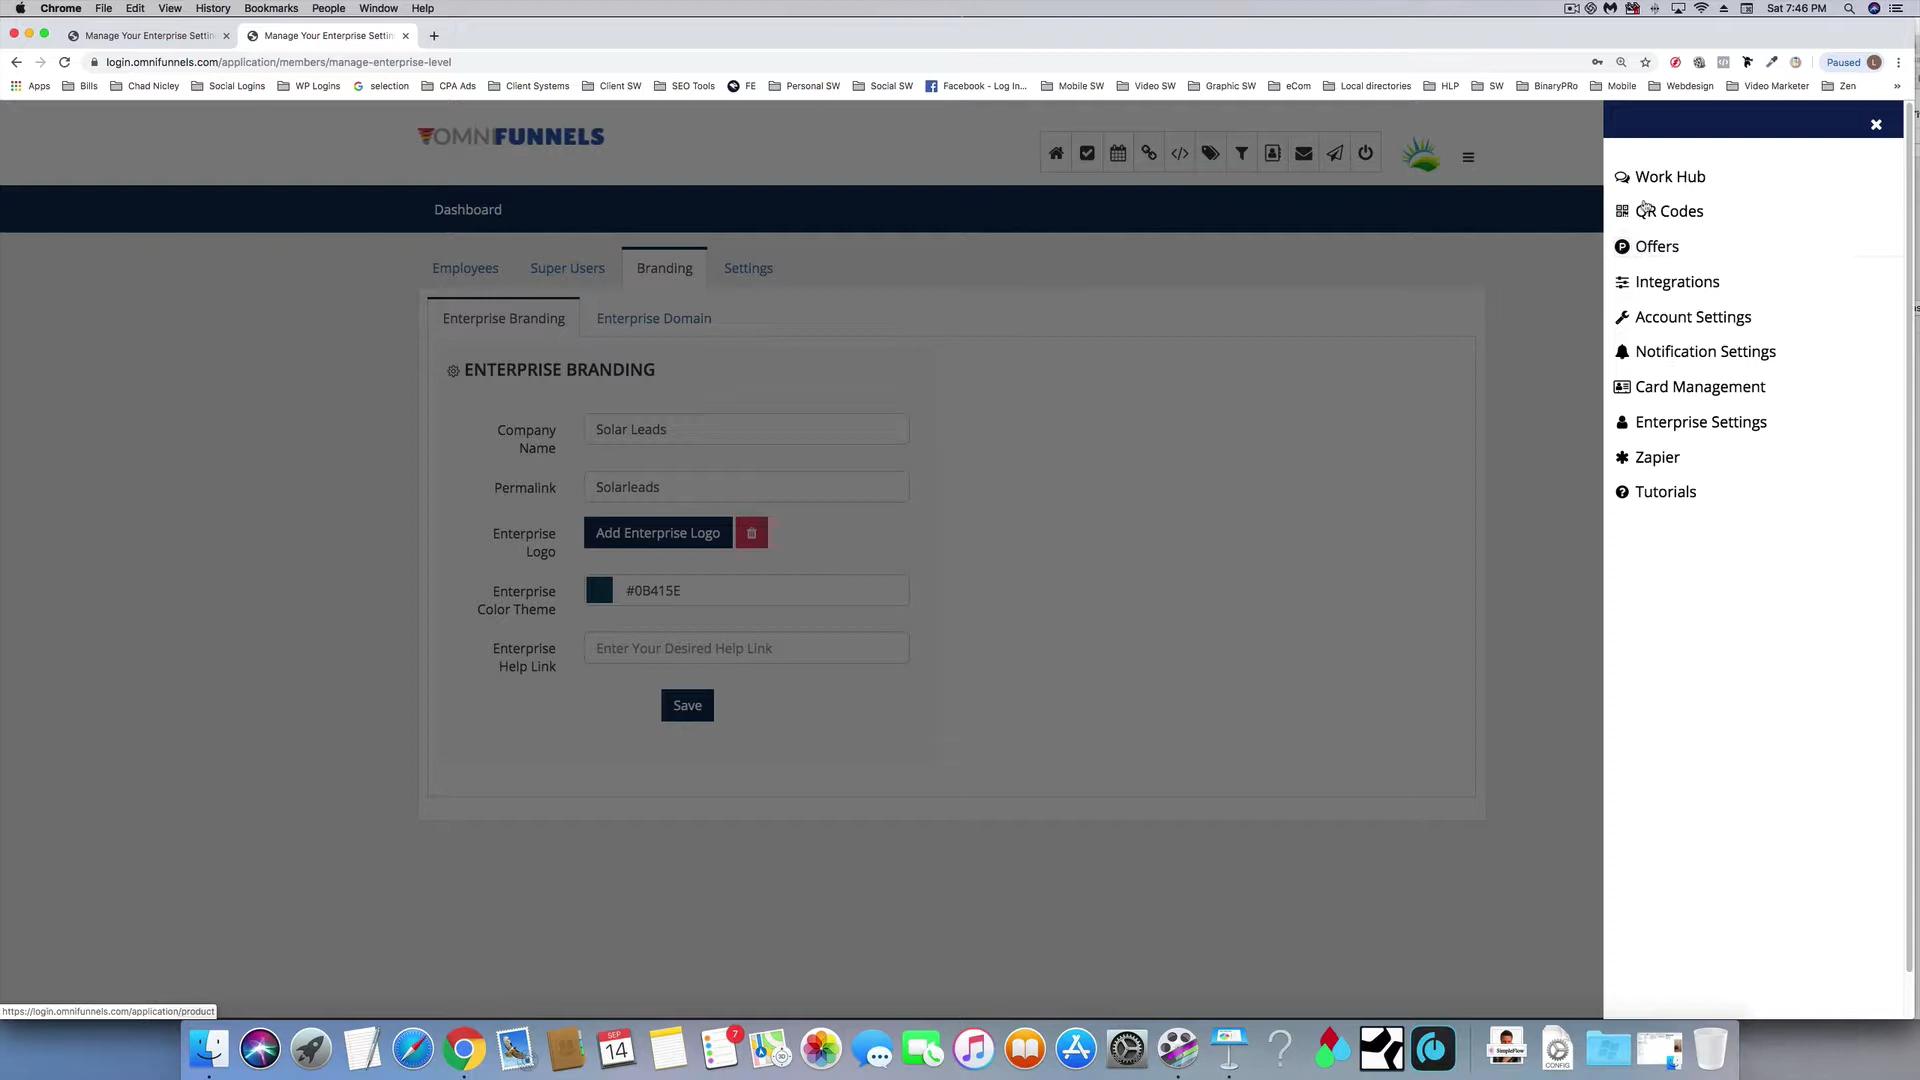 Chrome File Edit View History Bookmarks People Window Help Sat 7:46 PM
Manage Your Enterprise Settin Manage Your Enterprise Settin
login.omnifunnels.com/application/members/manage-enterprise-level Paused L
Apps Bills Chad Nicley Social Logins WP Logins selection CPA Ads Client Systems Client SW SEO Tools FE Personal SW Social SW Facebook - Log In... Mobile SW Video SW Graphic SW eCom Local directories HLP SW BinaryPRo Mobile Webdesign Video Marketer Zen
OMNIFUNNELS
Dashboard
Employees Super Users Branding Settings
Enterprise Branding Enterprise Domain
ENTERPRISE BRANDING
Company
Name
Solar Leads
Permalink Solarleads
Enterprise
Logo
Add Enterprise Logo
Enterprise
Color Theme
#0B415E
Enterprise
Help Link
Enter Your Desired Help Link
Save
Work Hub
QR Codes
Offers
Integrations
Account Settings
Notification Settings
Card Management
Enterprise Settings
Zapier
Tutorials
https://login.omnifunnels.com/application/product
SEP
14
7
CONFIG